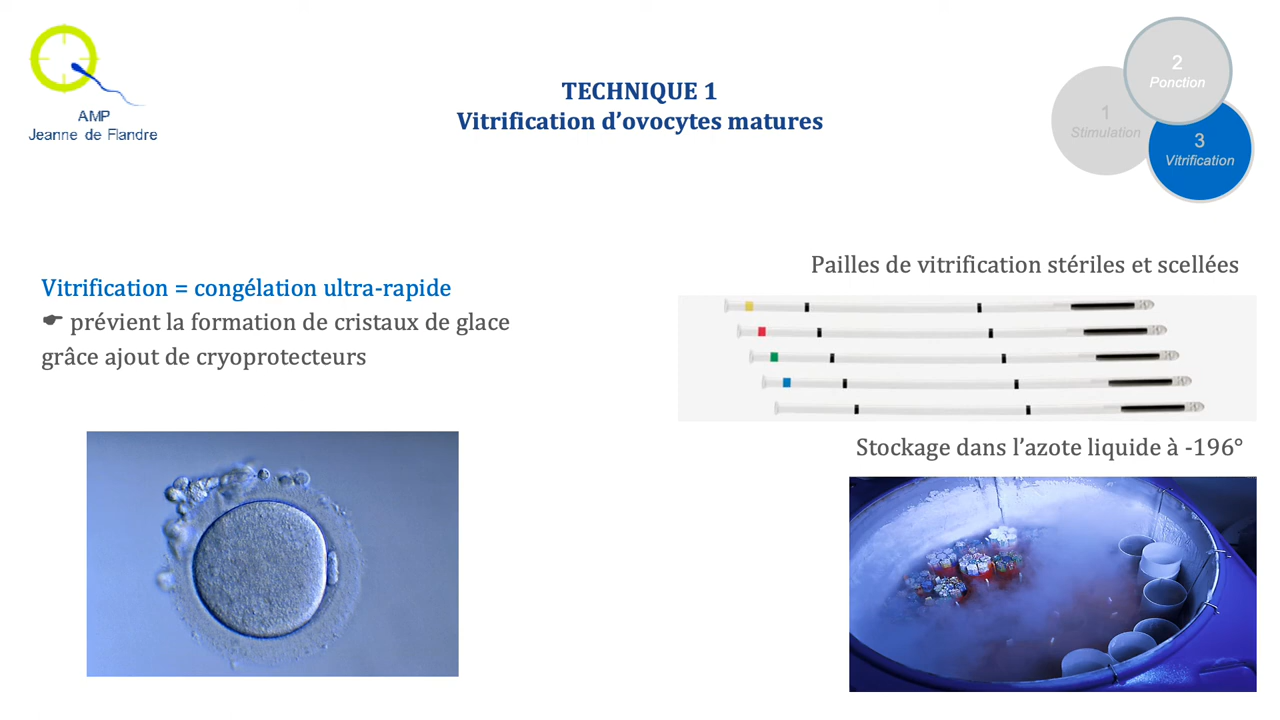 AMP
Jeanne de Flandre
TECHNIQUE 1
Vitrification d’ovocytes matures
1
Stimulation
2
Ponction
3
Vitrification
Vitrification = congélation ultra-rapide
☛ prévient la formation de cristaux de glace
grâce ajout de cryoprotecteurs
Pailles de vitrification stériles et scellées
Stockage dans l’azote liquide à -196°